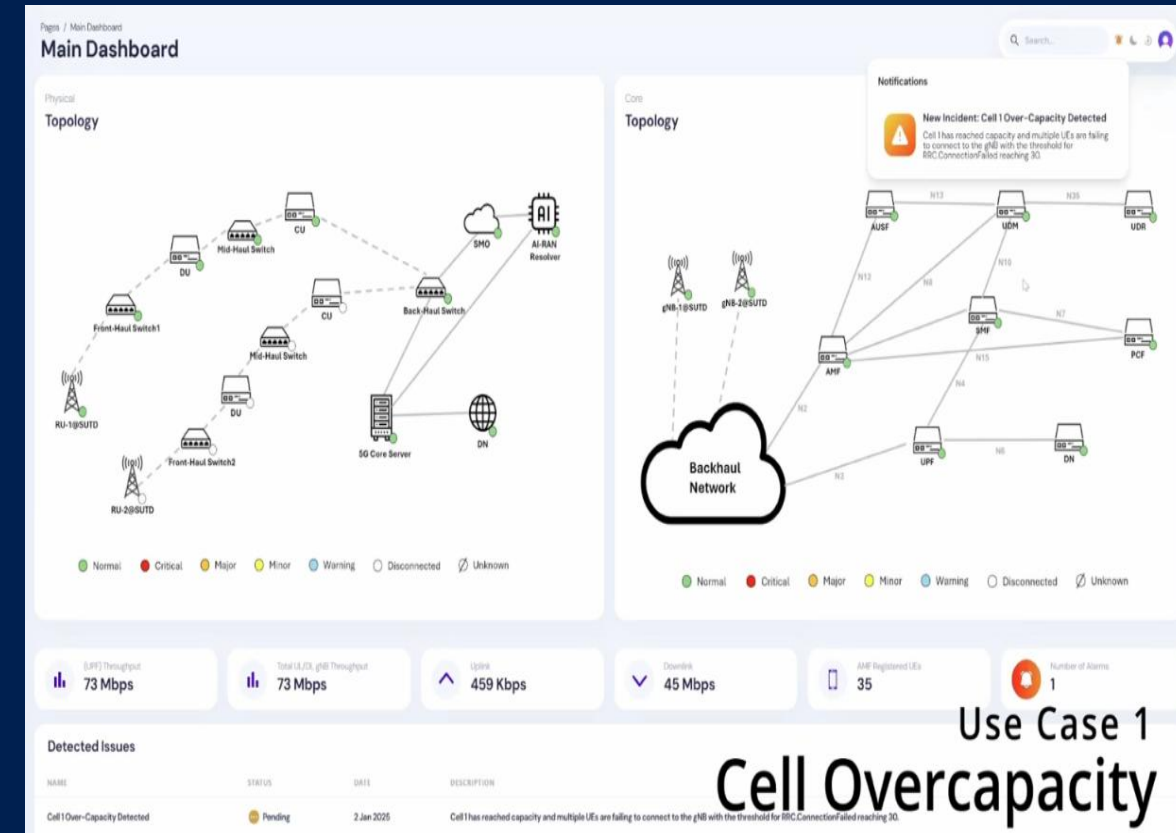 Pages / Main Dashboard
Main Dashboard
Search...
Notifications
New Incident: Cell 1 Over-Capacity Detected
Cell 1 has reached capacity and multiple UEs are failing
to connect to the gNB with the threshold for
RRC.ConnectionFailed reaching 30.
Physical
Topology
CU
Mid-Haul Switch
DU
Front-Haul Switch1
RU-1@SUTD
SMO
AI
AI-RAN
Resolver
Back-Haul Switch
CU
Mid-Haul Switch
DU
Front-Haul Switch2
RU-2@SUTD
5G Core Server
DN
Normal Critical Major Minor Warning Disconnected Unknown
Core
Topology
AUSF
N13
UDM
N35
UDR
gNB-1@SUTD
gNB-2@SUTD
N12
N8
N10
SMF
N7
PCF
AMF
N15
N2
N4
Backhaul
Network
N3
UPF
N6
DN
Normal Critical Major Minor Warning Disconnected Unknown
(UPF) Throughput
73 Mbps
Total UL/DL gNB Throughput
73 Mbps
Uplink
459 Kbps
Downlink
45 Mbps
AMF Registered UEs
35
Number of Alarms
1
Use Case 1
Cell Overcapacity
Detected Issues
NAME STATUS DATE DESCRIPTION
Cell 1 Over-Capacity Detected Pending 2 Jan 2025 Cell 1 has reached capacity and multiple UEs are failing to connect to the gNB with the threshold for RRC.ConnectionFailed reaching 30.